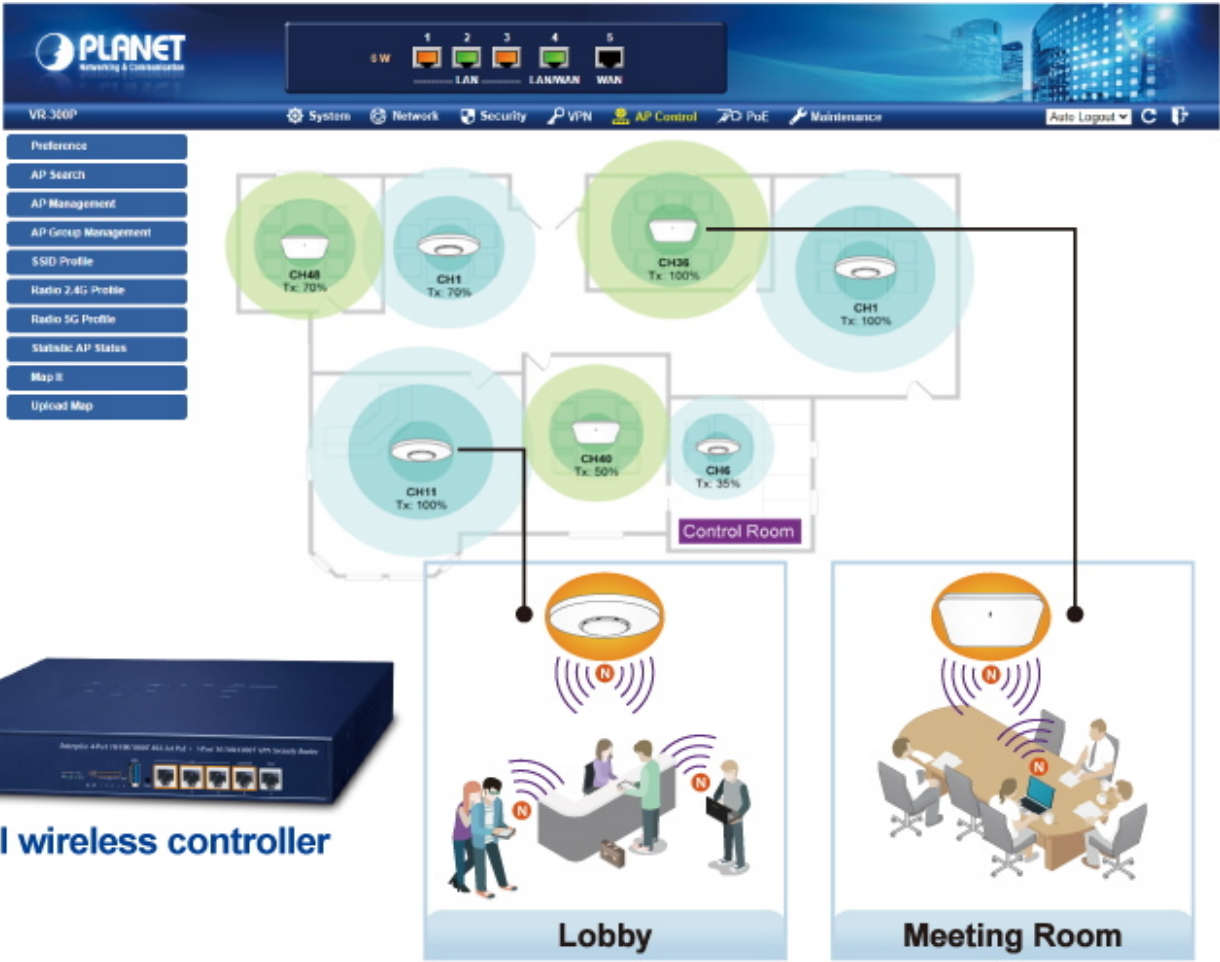 PLANET
Networking & Communication
1 2 3 4 5
0 W
LAN LAN/WAN WAN
VR-300P System Network Security VPN AP Control PoE Maintenance Auto Logout
Preference
AP Search
AP Management
AP Group Management
SSID Profile
Radio 2.4G Profile
Radio 5G Profile
Statistic AP Status
Map It
Upload Map
CH48
Tx: 70%
CH1
Tx: 70%
CH36
Tx: 100%
CH1
Tx: 100%
CH11
Tx: 100%
CH40
Tx: 50%
CH6
Tx: 35%
Control Room
N
N
N
N
N
l wireless controller
Lobby
Meeting Room